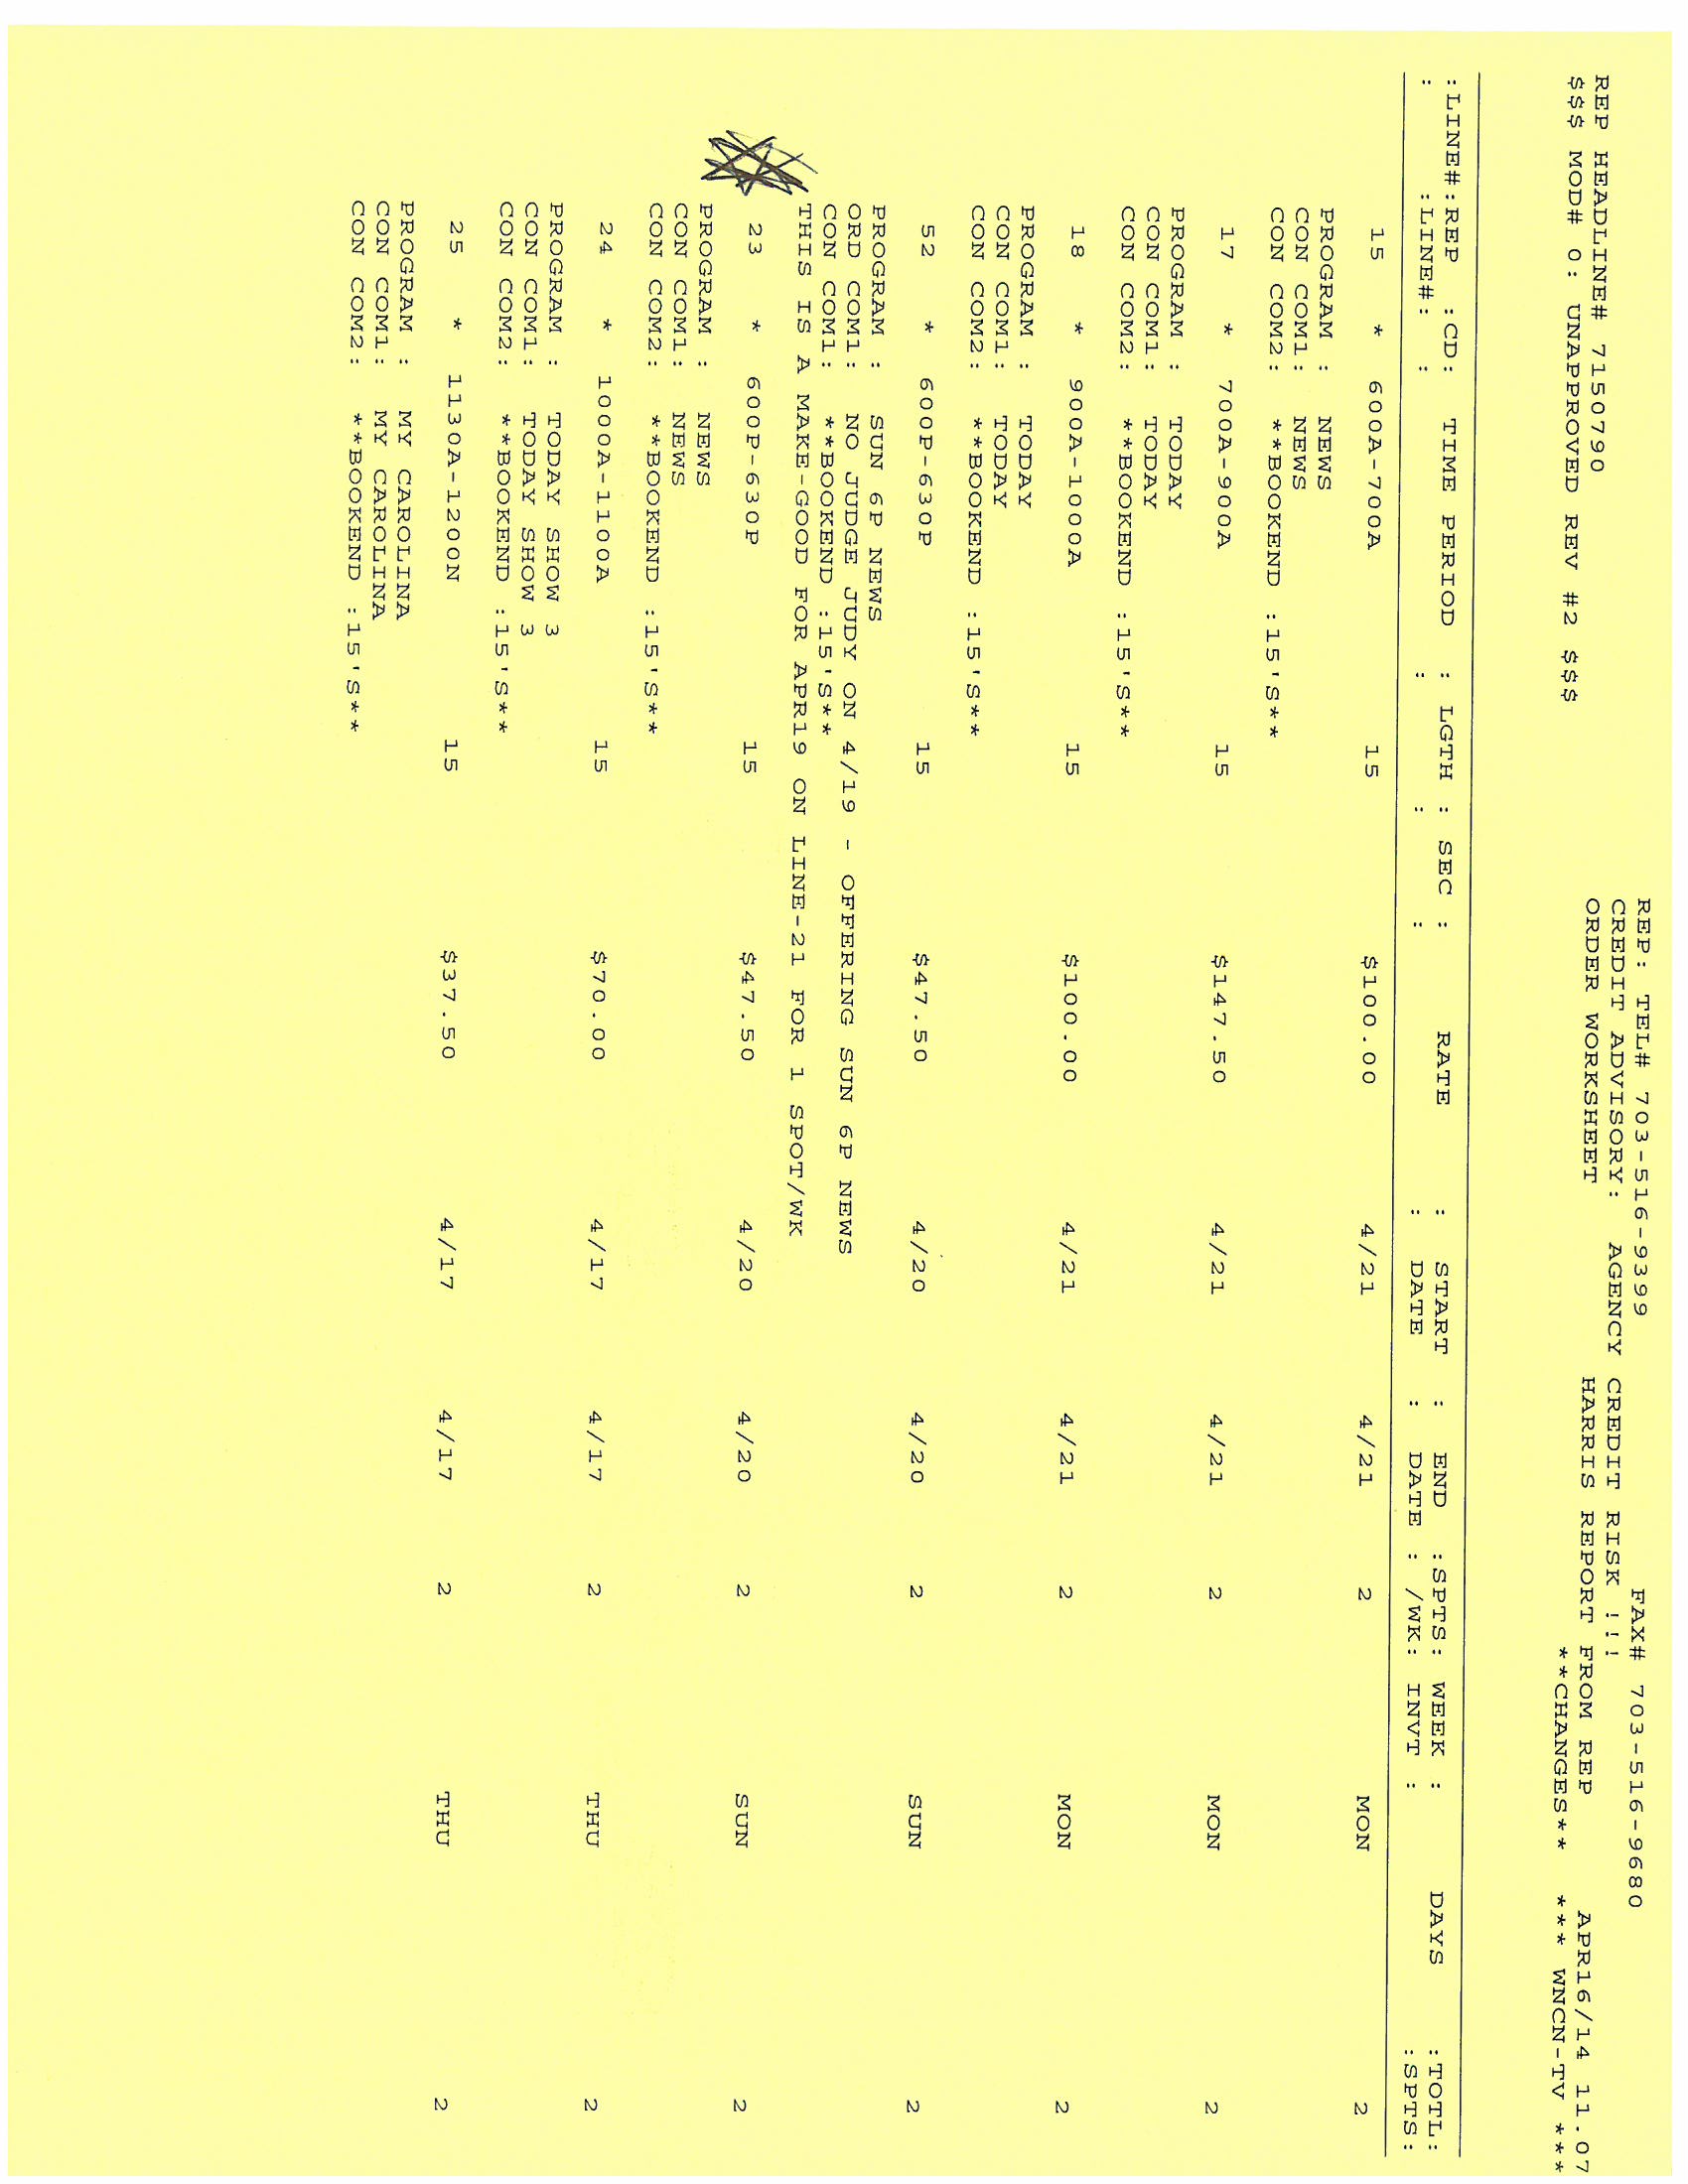 REP: TEL# 703-516-9399 FAX# 703-516-9680
CREDIT ADVISORY: AGENCY CREDIT RISK !!!
REP HEADLINE# 7150790 ORDER WORKSHEET HARRIS REPORT FROM REP APR16/14 11.07
$$$ MOD# 0: UNAPPROVED REV #2 $$$ **CHANGES** *** WNCN-TV ***
:LINE#:REP :CD: TIME PERIOD : LGTH : SEC : RATE : START : END :SPTS: WEEK : DAYS :TOTL:
: :LINE#: : : : : : DATE : DATE : /WK: INVT : :SPTS:
15 * 600A-700A 15 $100.00 4/21 4/21 2 MON 2
PROGRAM : NEWS
CON COM1: NEWS
CON COM2: **BOOKEND :15'S**
17 * 700A-900A 15 $147.50 4/21 4/21 2 MON 2
PROGRAM : TODAY
CON COM1: TODAY
CON COM2: **BOOKEND :15'S**
18 * 900A-1000A 15 $100.00 4/21 4/21 2 MON 2
PROGRAM : TODAY
CON COM1: TODAY
CON COM2: **BOOKEND :15'S**
52 * 600P-630P 15 $47.50 4/20 4/20 2 SUN 2
PROGRAM : SUN 6P NEWS
ORD COM1: NO JUDGE JUDY ON 4/19 - OFFERING SUN 6P NEWS
CON COM1: **BOOKEND :15'S**
THIS IS A MAKE-GOOD FOR APR19 ON LINE-21 FOR 1 SPOT/WK
23 * 600P-630P 15 $47.50 4/20 4/20 2 SUN 2
PROGRAM : NEWS
CON COM1: NEWS
CON COM2: **BOOKEND :15'S**
24 * 1000A-1100A 15 $70.00 4/17 4/17 2 THU 2
PROGRAM : TODAY SHOW 3
CON COM1: TODAY SHOW 3
CON COM2: **BOOKEND :15'S**
25 * 1130A-1200N 15 $37.50 4/17 4/17 2 THU 2
PROGRAM : MY CAROLINA
CON COM1: MY CAROLINA
CON COM2: **BOOKEND :15'S**